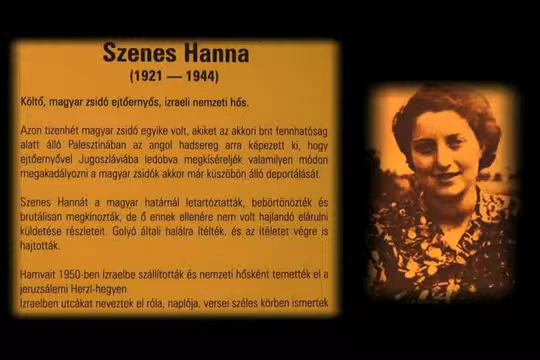 Szenes Hanna
(1921 — 1944)
Költő, magyar zsidó ejtőernyős, izraeli nemzeti hős.
Azon tizenhét magyar zsidó egyike volt, akiket az akkori brit fennhatóság
alatt álló Palesztinában az angol hadsereg arra képezett ki, hogy
ejtőernyővel Jugoszláviába ledobva megkíséreljék valamilyen módon
megakadályozni a magyar zsidók akkor már küszöbön álló deportálását.
Szenes Hannát a magyar határnál letartóztatták, bebörtönözték és
brutálisan megkínozták, de ő ennek ellenére nem volt hajlandó elárulni
küldetése részleteit. Golyó általi halálra ítélték, és az ítéletet végre is
hajtották.
Hamvait 1950-ben Izraelbe szállították és nemzeti hősként temették el a
jeruzsálemi Herzl-hegyen
Izraelben utcákat neveztek el róla, naplója, versei széles körben ismertek